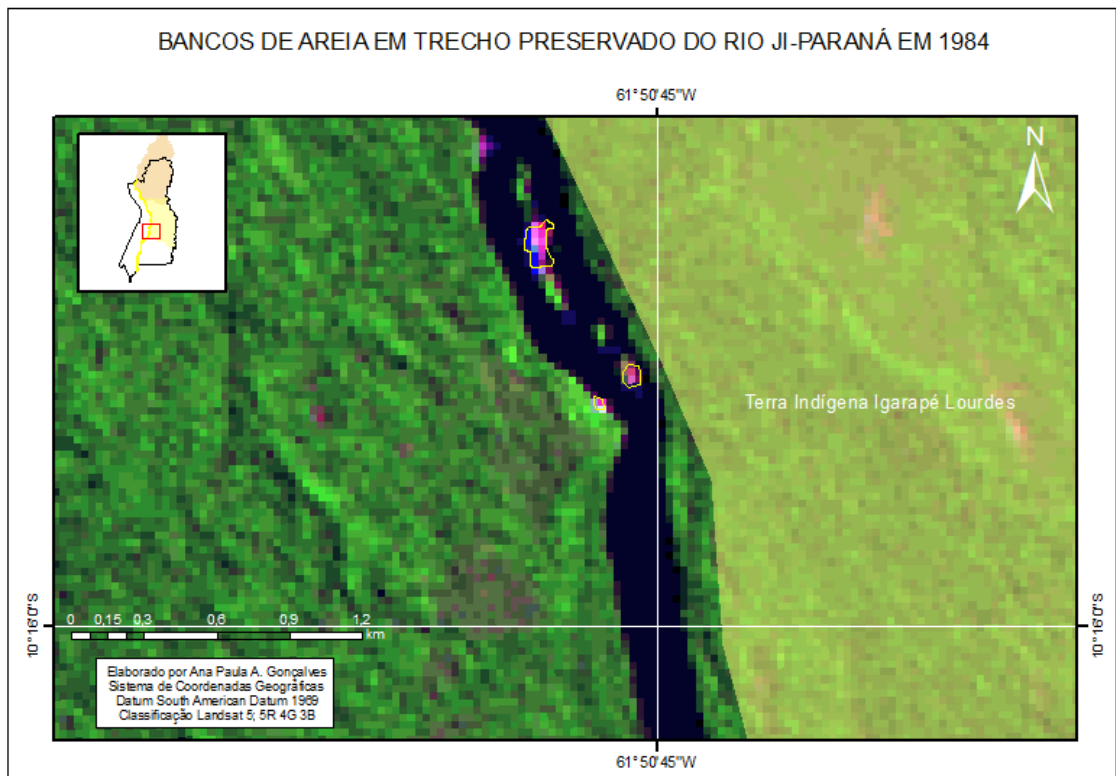 BANCOS DE AREIA EM TRECHO PRESERVADO DO RIO JI-PARANÁ EM 1984
61°50'45"W
N
Terra Indígena Igarapé Lourdes
10°16'0"S
10°16'0"S
0 0,15 0,3 0,6 0,9 1,2
km
Elaborado por Ana Paula A. Gonçalves
Sistema de Coordenadas Geográficas
Datum South American Datum 1969
Classificação Landsat 5; 5R 4G 3B
61°50'45"W